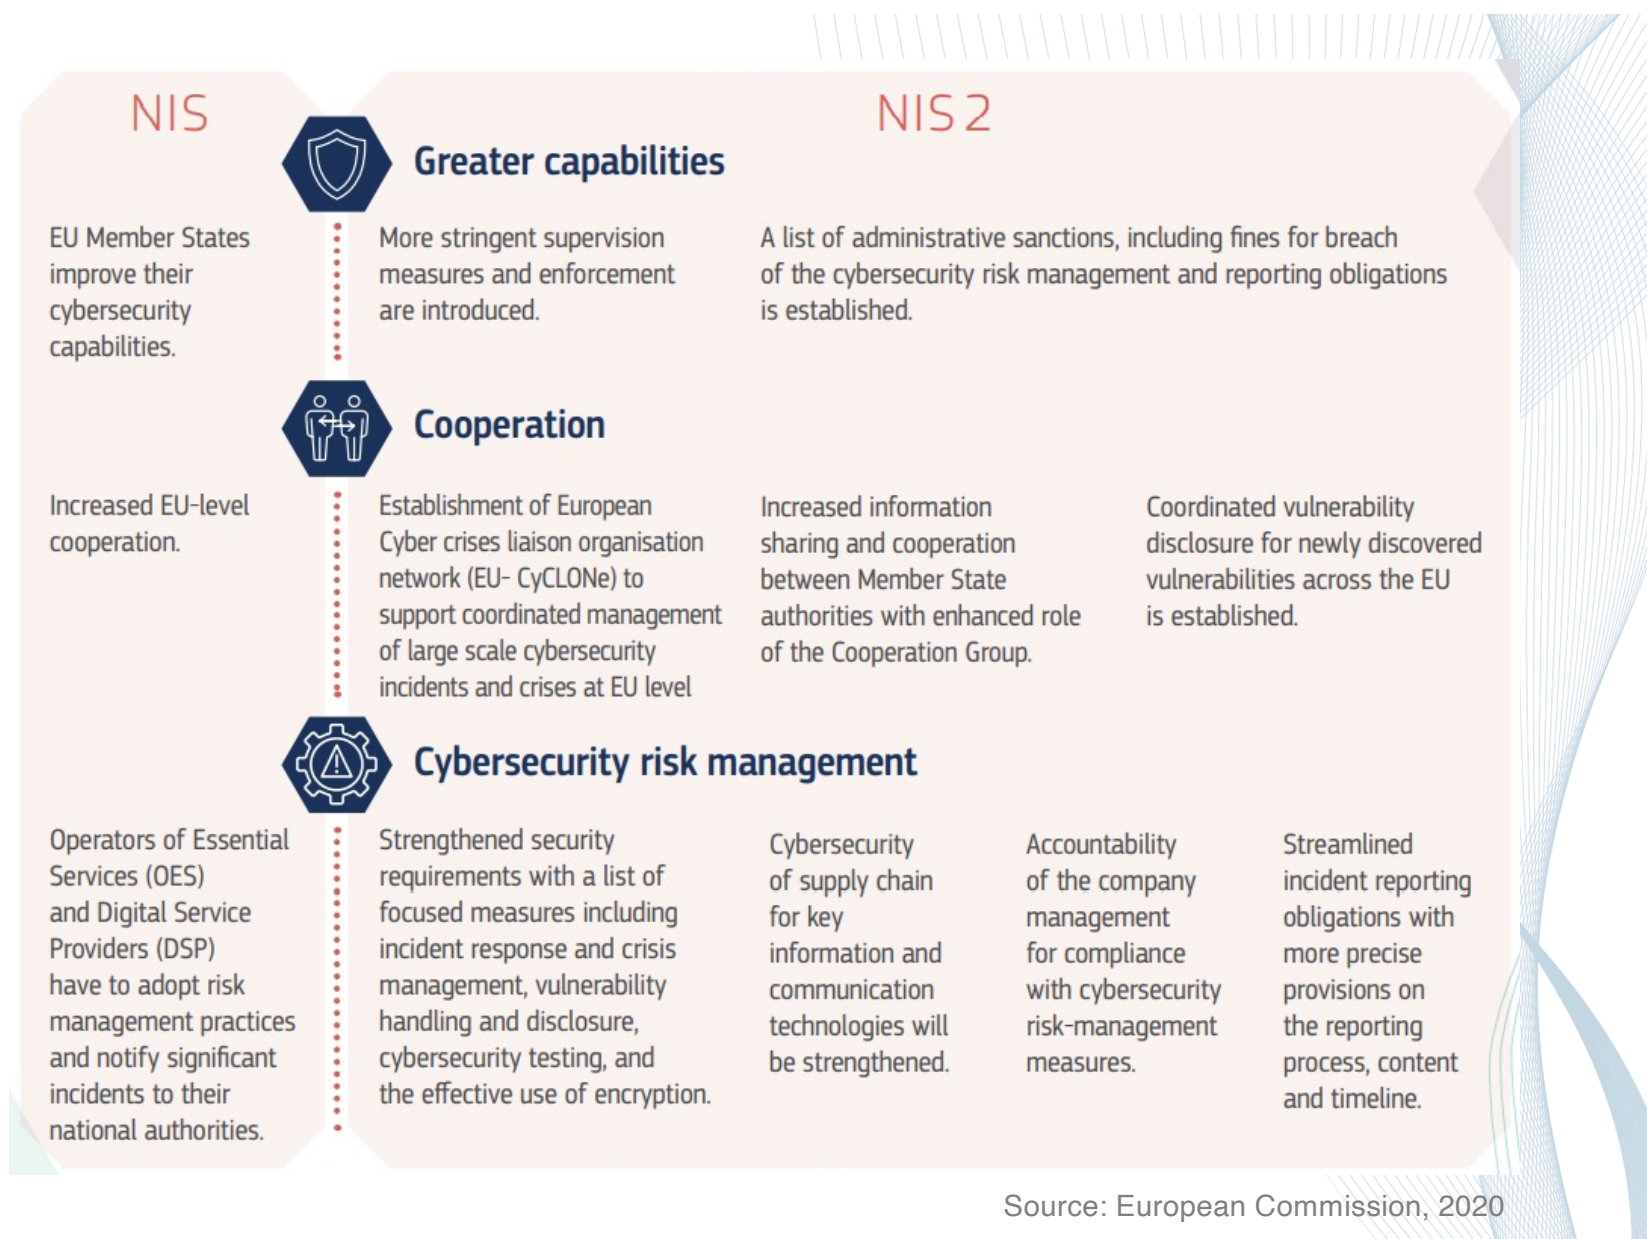 NIS
NIS 2
Greater capabilities
EU Member States
improve their
cybersecurity
capabilities.
More stringent supervision
measures and enforcement
are introduced.
A list of administrative sanctions, including fines for breach
of the cybersecurity risk management and reporting obligations
is established.
Cooperation
Increased EU-level
cooperation.
Establishment of European
Cyber crises liaison organisation
network (EU- CyCLONe) to
support coordinated management
of large scale cybersecurity
incidents and crises at EU level
Increased information
sharing and cooperation
between Member State
authorities with enhanced role
of the Cooperation Group.
Coordinated vulnerability
disclosure for newly discovered
vulnerabilities across the EU
is established.
Cybersecurity risk management
Operators of Essential
Services (OES)
and Digital Service
Providers (DSP)
have to adopt risk
management practices
and notify significant
incidents to their
national authorities.
Strengthened security
requirements with a list of
focused measures including
incident response and crisis
management, vulnerability
handling and disclosure,
cybersecurity testing, and
the effective use of encryption.
Cybersecurity
of supply chain
for key
information and
communication
technologies will
be strengthened.
Accountability
of the company
management
for compliance
with cybersecurity
risk-management
measures.
Streamlined
incident reporting
obligations with
more precise
provisions on
the reporting
process, content
and timeline.
Source: European Commission, 2020